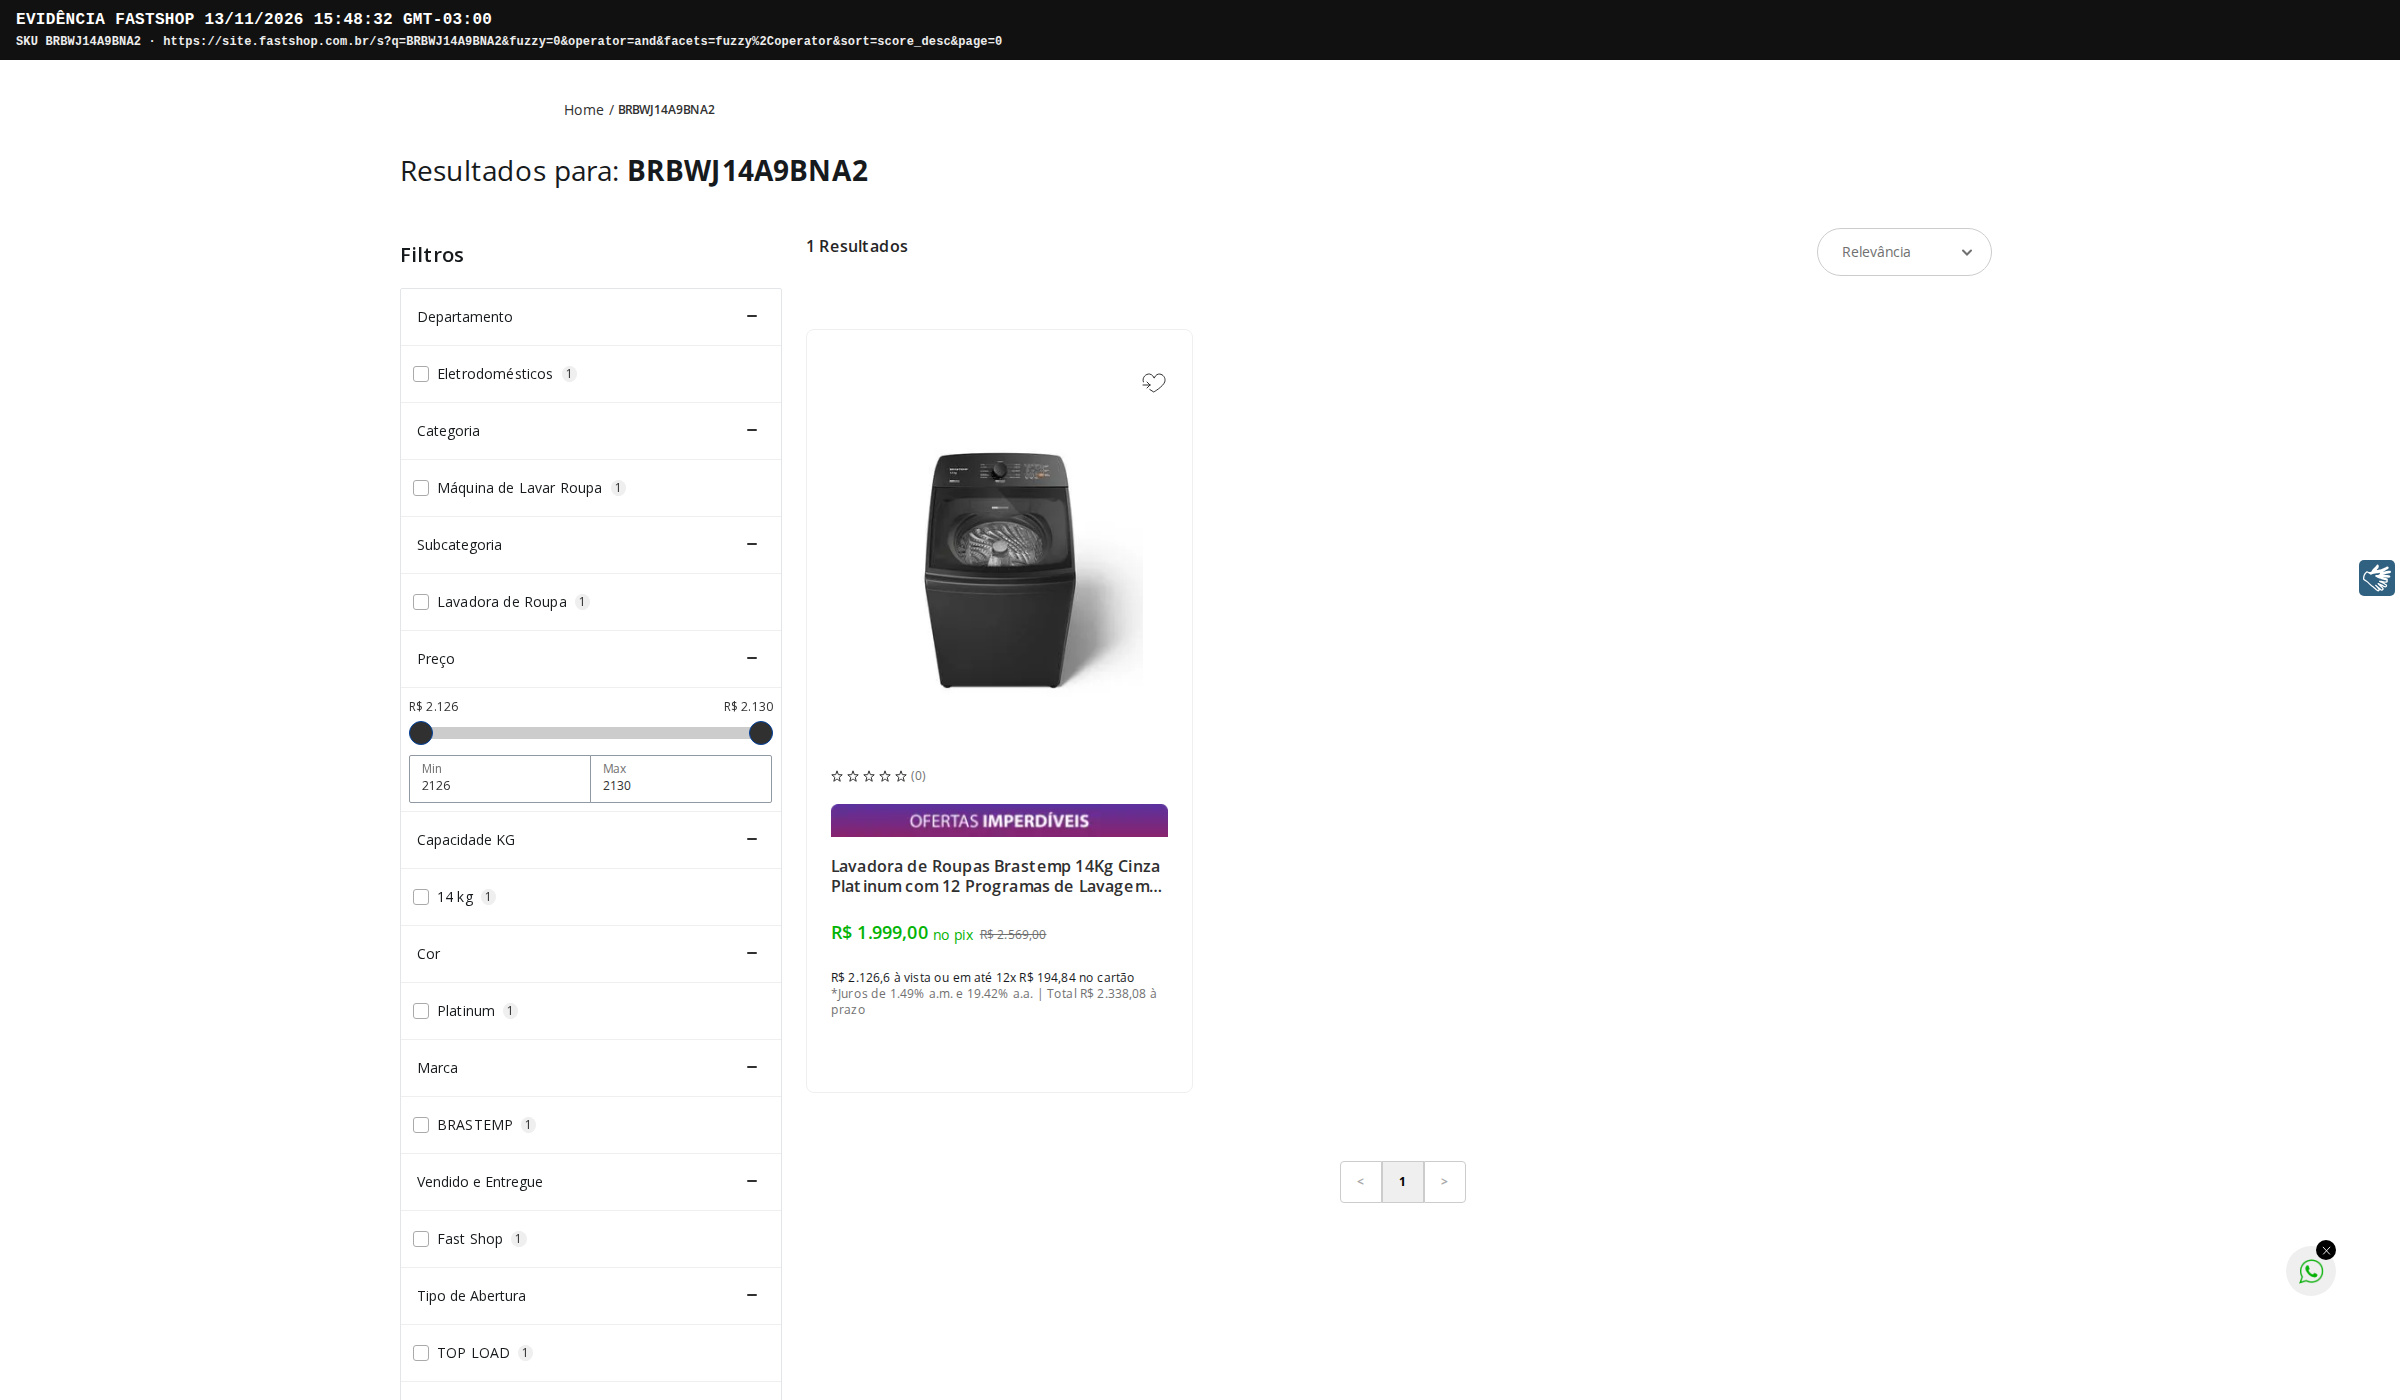 EVIDÊNCIA FASTSHOP 13/11/2026 15:48:32 GMT-03:00
SKU BRBWJ14A9BNA2 · https://site.fastshop.com.br/s?q=BRBWJ14A9BNA2&fuzzy=0&operator=and&facets=fuzzy%2Coperator&sort=score_desc&page=0
Home / BRBWJ14A9BNA2
Resultados para: BRBWJ14A9BNA2
Filtros
1 Resultados
Relevância
Departamento
Eletrodomésticos 1
Categoria
Máquina de Lavar Roupa 1
Subcategoria
Lavadora de Roupa 1
Preço
R$ 2.126 R$ 2.130
Min
2126
Max
2130
Capacidade KG
14 kg 1
Cor
Platinum 1
Marca
BRASTEMP 1
Vendido e Entregue
Fast Shop 1
Tipo de Abertura
TOP LOAD 1
(0)
OFERTAS IMPERDÍVEIS
Lavadora de Roupas Brastemp 14Kg Cinza
Platinum com 12 Programas de Lavagem...
R$ 1.999,00 no pix R$ 2.569,00
R$ 2.126,6 à vista ou em até 12x R$ 194,84 no cartão
*Juros de 1.49% a.m. e 19.42% a.a. | Total R$ 2.338,08 à
prazo
< 1 >